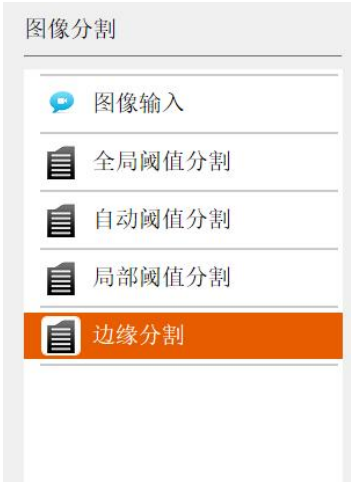 图像分割
图像输入
全局阈值分割
自动阈值分割
局部阈值分割
边缘分割